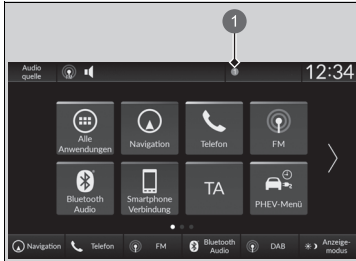 1
Audio
quelle
12:34
Alle
Anwendungen
Navigation
Telefon
FM
Bluetooth
Audio
Smartphone
Verbindung
TA
PHEV-Menü
Navigation
Telefon
FM
Bluetooth
Audio
DAB
Anzeige-
modus